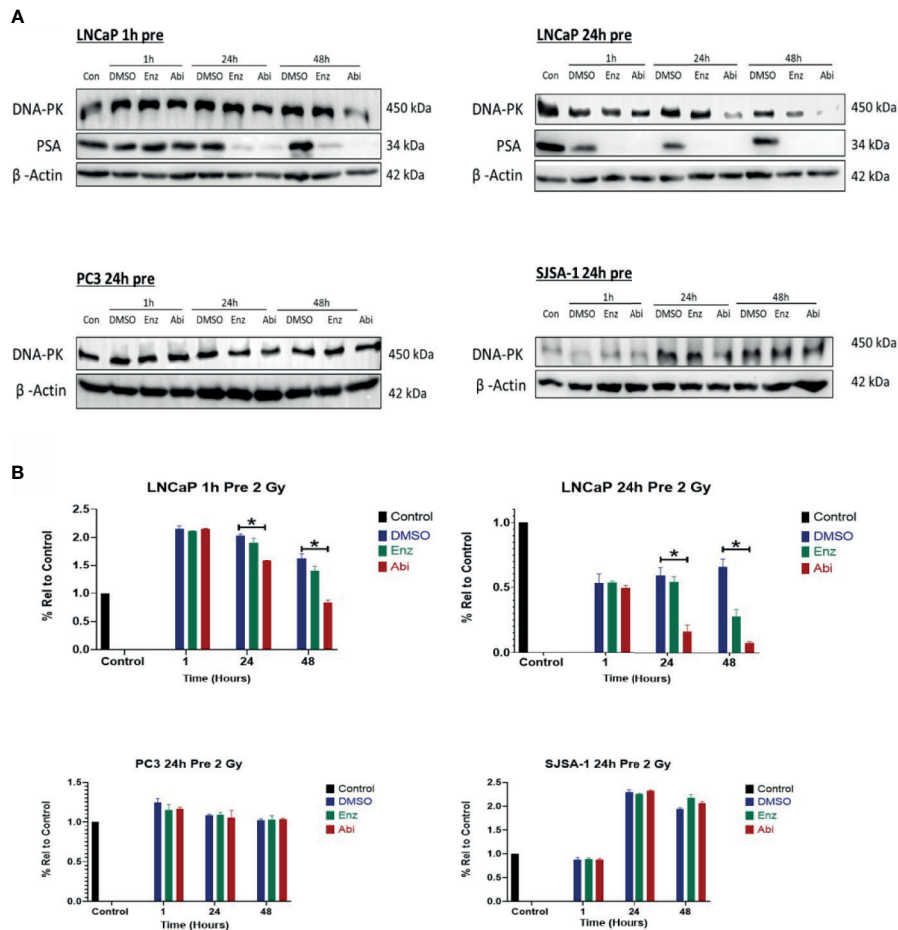 A
LNCaP 1h pre
1h 24h 48h
Con DMSO Enz Abi DMSO Enz Abi DMSO Enz Abi
DNA-PK 450 kDa
PSA 34 kDa
β -Actin 42 kDa
LNCaP 24h pre
1h 24h 48h
Con DMSO Enz Abi DMSO Enz Abi DMSO Enz Abi
DNA-PK 450 kDa
PSA 34 kDa
β -Actin 42 kDa
PC3 24h pre
1h 24h 48h
Con DMSO Enz Abi DMSO Enz Abi DMSO Enz Abi
DNA-PK 450 kDa
β -Actin 42 kDa
SJSA-1 24h pre
1h 24h 48h
Con DMSO Enz Abi DMSO Enz Abi DMSO Enz Abi
DNA-PK 450 kDa
β -Actin 42 kDa
B
LNCaP 1h Pre 2 Gy
% Rel to Control
2.5
2.0
1.5
1.0
0.5
0.0
* *
Control 1 24 48
Time (Hours)
Control
DMSO
Enz
Abi
LNCaP 24h Pre 2 Gy
% Rel to Control
1.0
0.5
0.0
* *
Control 1 24 48
Time (Hours)
Control
DMSO
Enz
Abi
PC3 24h Pre 2 Gy
% Rel to Control
1.5
1.0
0.5
0.0
Control 1 24 48
Time (Hours)
Control
DMSO
Enz
Abi
SJSA-1 24h Pre 2 Gy
% Rel to Control
2.5
2.0
1.5
1.0
0.5
0.0
Control 1 24 48
Time (Hours)
Control
DMSO
Enz
Abi